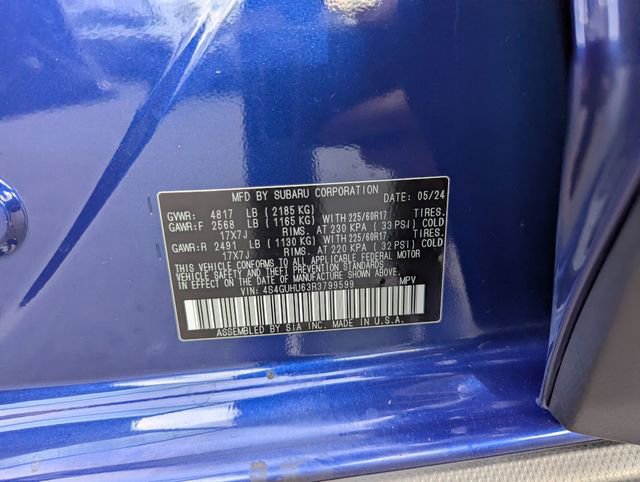 MFD BY SUBARU CORPORATION DATE: 05/24
GVWR: 4817 LB (2185 KG)
GAWR:F 2568 LB (1165 KG) WITH 225/60R17 TIRES.
17X7J RIMS. AT 230 KPA (33 PSI) COLD
GAWR:R 2491 LB (1130 KG) WITH 225/60R17 TIRES.
17X7J RIMS. AT 220 KPA (32 PSI) COLD
THIS VEHICLE CONFORMS TO ALL APPLICABLE FEDERAL MOTOR
VEHICLE SAFETY AND THEFT PREVENTION STANDARDS
IN EFFECT ON THE DATE OF MANUFACTURE SHOWN ABOVE.
VIN: 4S4GUHU63R3799599 MPV
ASSEMBLED BY SIA INC. MADE IN U.S.A.